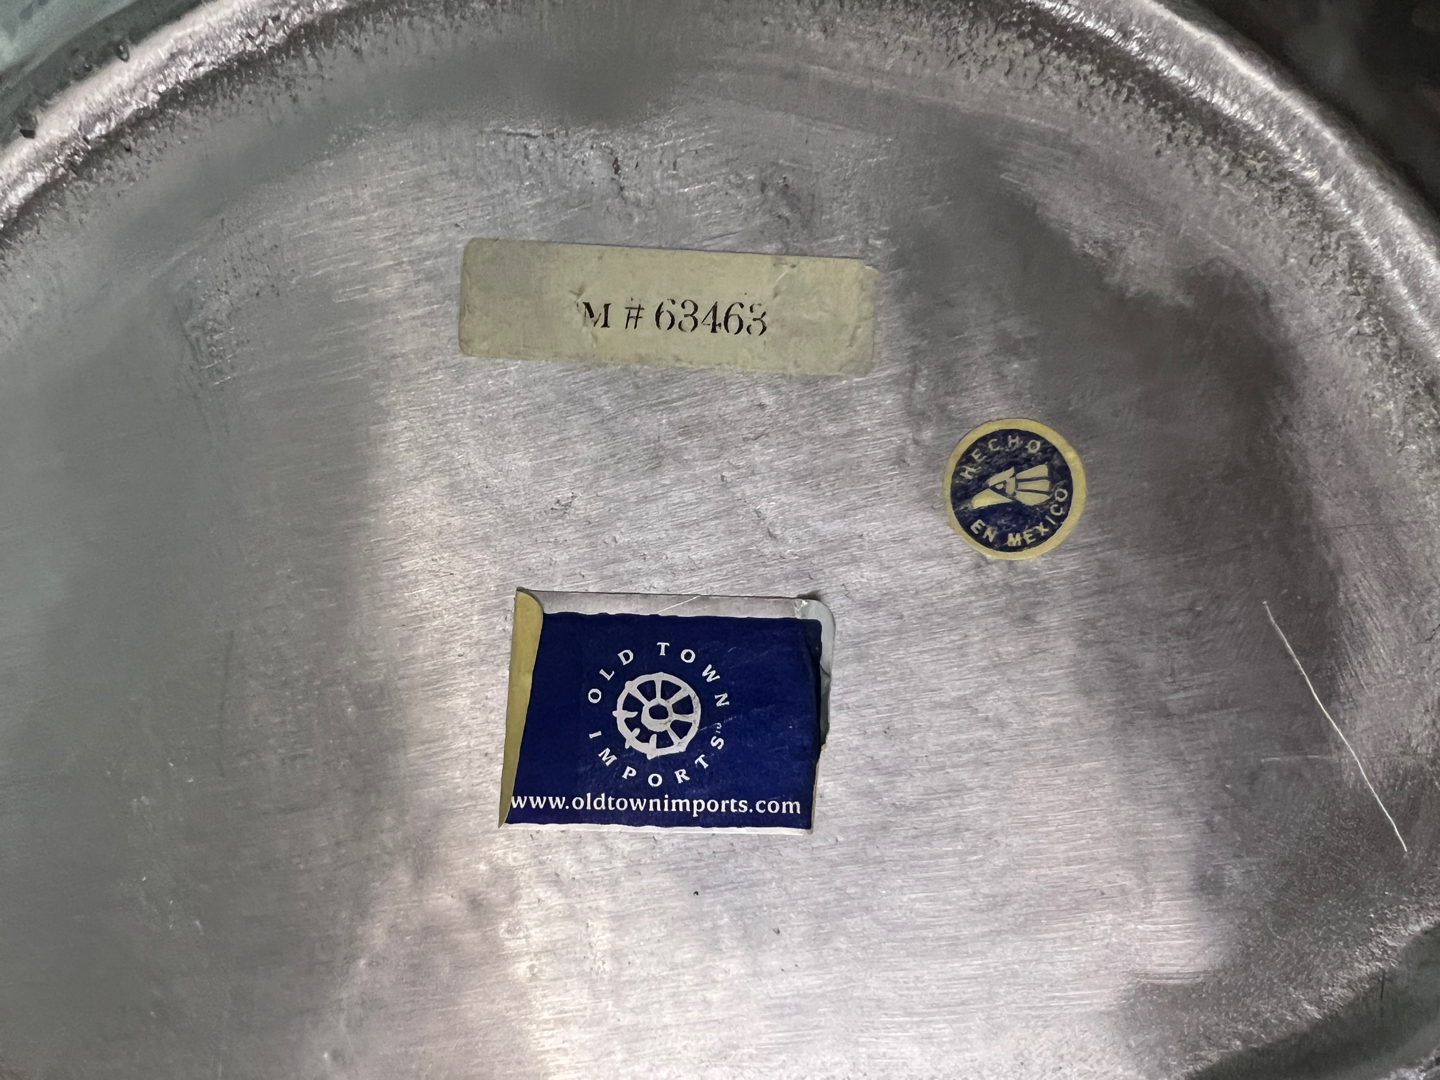 M # 63463
HECHO
EN MEXICO
OLD TOWN
IMPORTS
www.oldtownimports.com